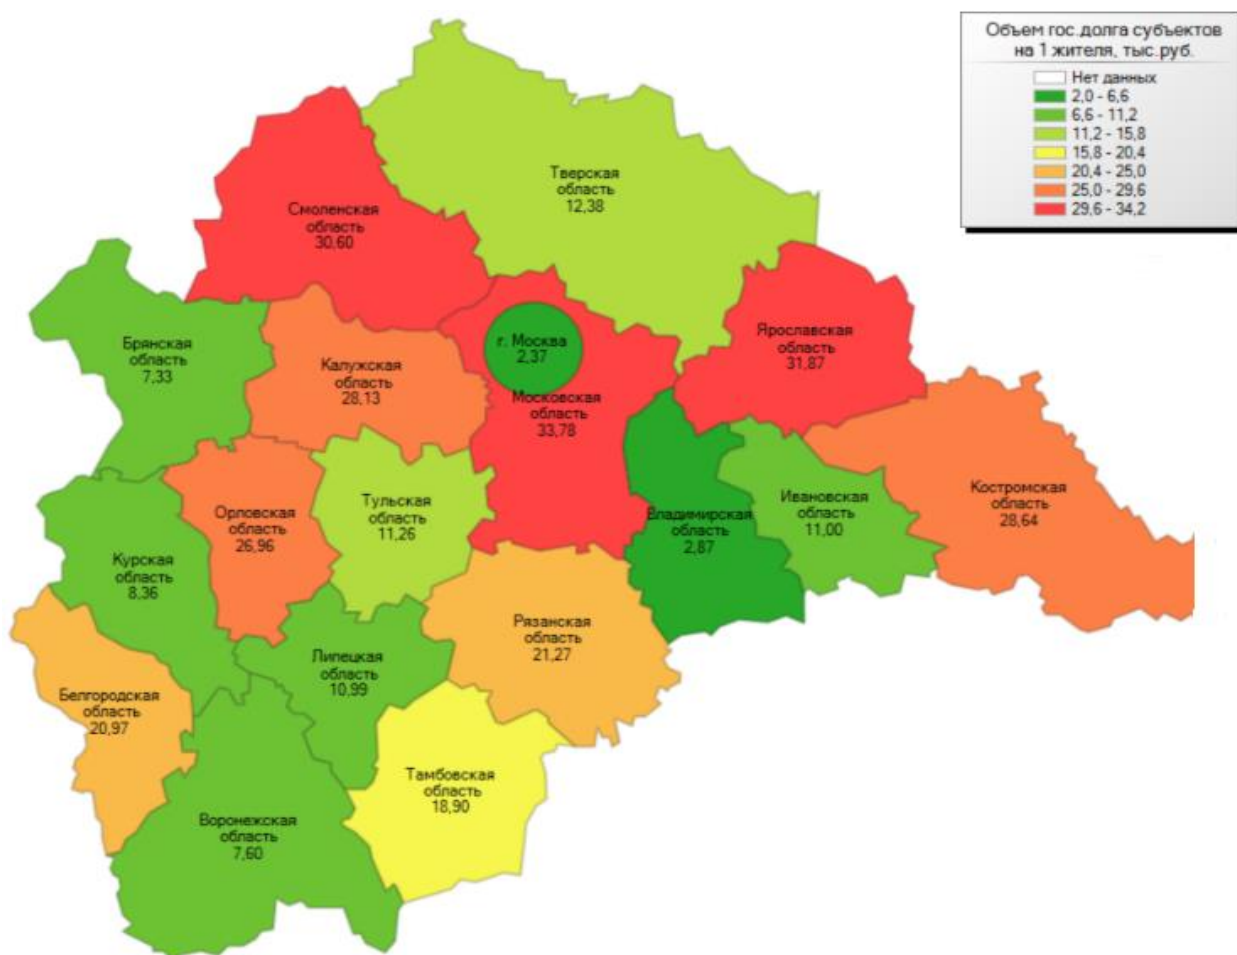 Объем гос.долга субъектов
на 1 жителя, тыс.руб.
Нет данных
2,0 - 6,6
6,6 - 11,2
11,2 - 15,8
15,8 - 20,4
20,4 - 25,0
25,0 - 29,6
29,6 - 34,2
Тверская
область
12,38
Смоленская
область
30,60
Ярославская
область
31,87
г. Москва
2,37
Брянская
область
7,33
Калужская
область
28,13
Московская
область
33,78
Костромская
область
28,64
Ивановская
область
11,00
Тульская
область
11,26
Орловская
область
26,96
Владимирская
область
2,87
Курская
область
8,36
Рязанская
область
21,27
Липецкая
область
10,99
Белгородская
область
20,97
Тамбовская
область
18,90
Воронежская
область
7,60